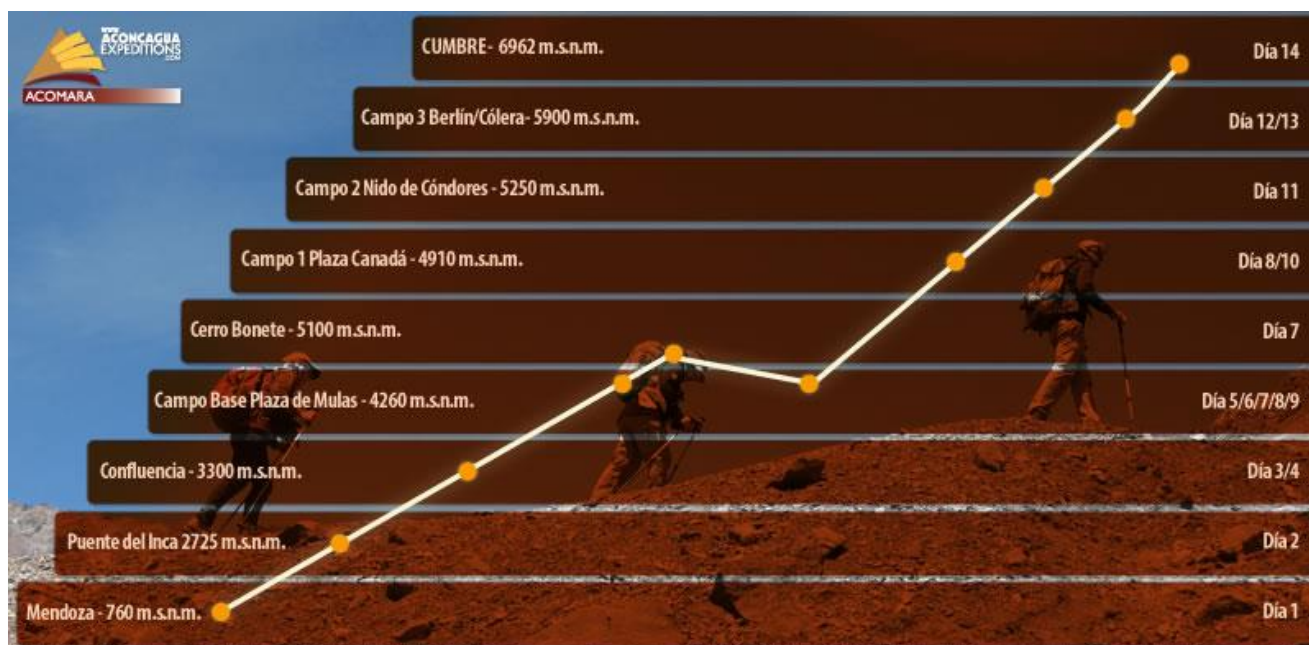 www.
ACONCAGUA
EXPEDITIONS
.COM
ACOMARA
CUMBRE- 6962 m.s.n.m.
Día 14
Campo 3 Berlín/Cólera- 5900 m.s.n.m.
Día 12/13
Campo 2 Nido de Cóndores - 5250 m.s.n.m.
Día 11
Campo 1 Plaza Canadá - 4910 m.s.n.m.
Día 8/10
Cerro Bonete - 5100 m.s.n.m.
Día 7
Campo Base Plaza de Mulas - 4260 m.s.n.m.
Día 5/6/7/8/9
Confluencia - 3300 m.s.n.m.
Día 3/4
Puente del Inca 2725 m.s.n.m.
Día 2
Mendoza - 760 m.s.n.m.
Día 1